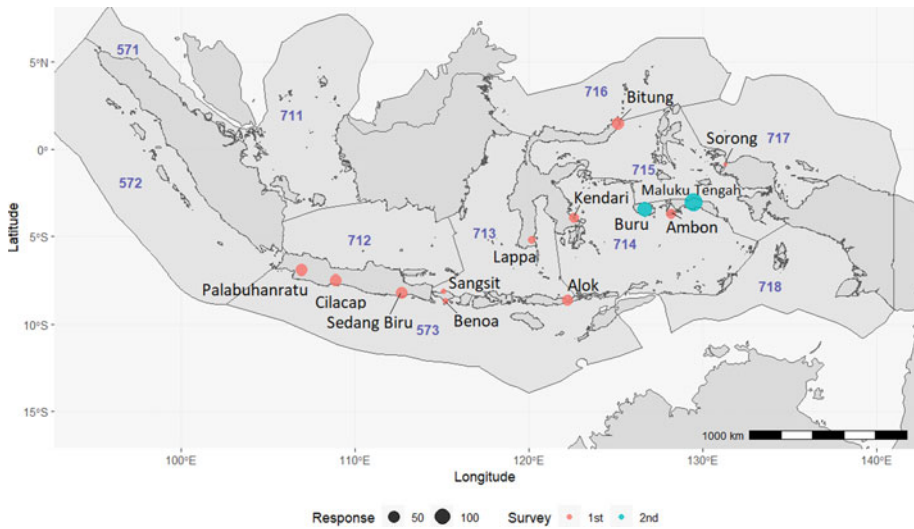 571
5°N
716
Bitung
711
Sorong
717
0°
715
572
Maluku Tengah
Kendari
Latitude
712
713
Buru
Ambon
5°S
714
Lappa
Palabuhanratu
Sangsit
Alok
718
Cilacap
Sedang Biru
Benoa
573
10°S
15°S
1000 km
100°E
110°E
120°E
130°E
140°E
Longitude
Response 50 100 Survey 1st 2nd